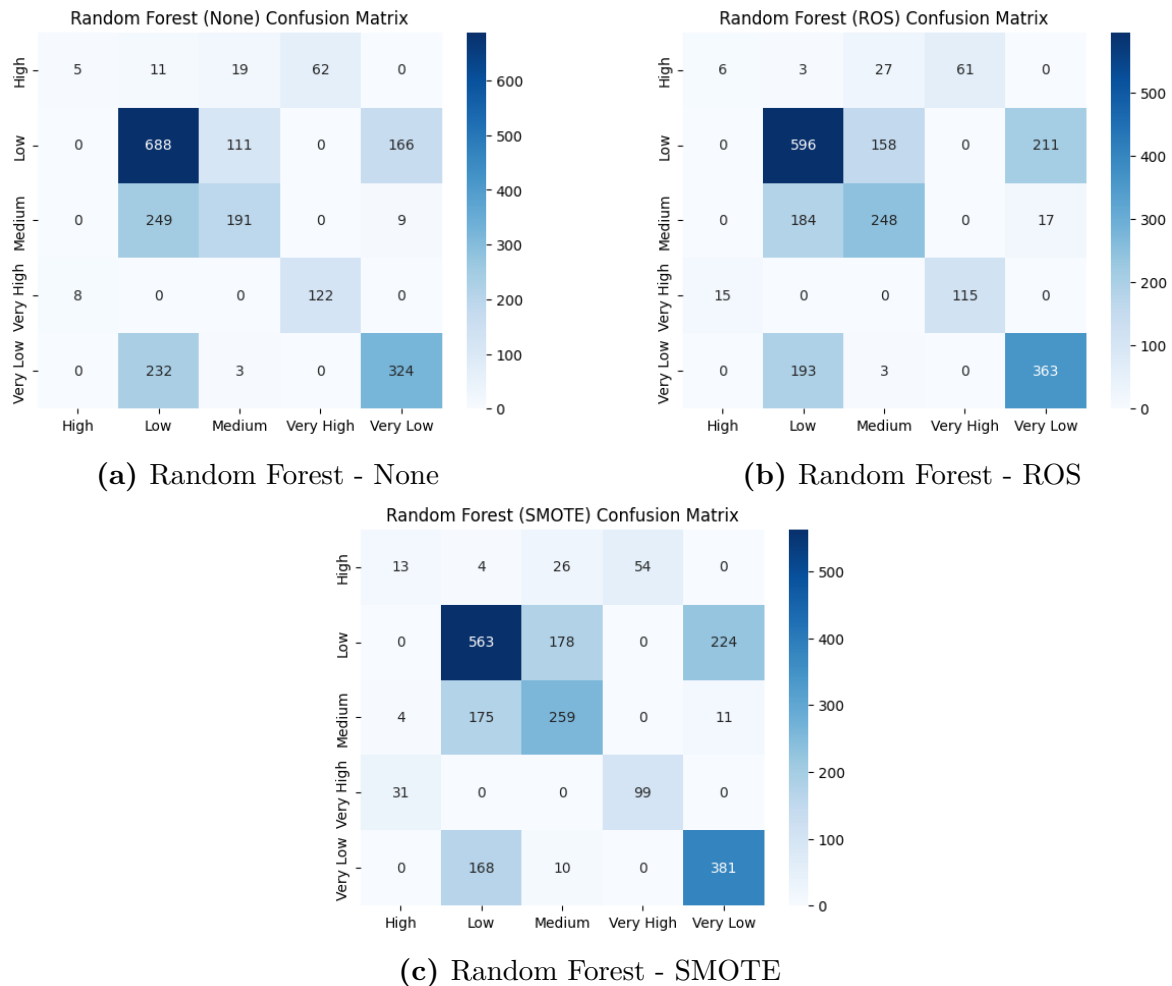 Random Forest (None) Confusion Matrix
High 5 11 19 62 0
Low 0 688 111 0 166
Medium 0 249 191 0 9
Very High 8 0 0 122 0
Very Low 0 232 3 0 324
High Low Medium Very High Very Low
600
500
400
300
200
100
0
(a) Random Forest - None
Random Forest (ROS) Confusion Matrix
High 6 3 27 61 0
Low 0 596 158 0 211
Medium 0 184 248 0 17
Very High 15 0 0 115 0
Very Low 0 193 3 0 363
High Low Medium Very High Very Low
500
400
300
200
100
0
(b) Random Forest - ROS
Random Forest (SMOTE) Confusion Matrix
High 13 4 26 54 0
Low 0 563 178 0 224
Medium 4 175 259 0 11
Very High 31 0 0 99 0
Very Low 0 168 10 0 381
High Low Medium Very High Very Low
500
400
300
200
100
0
(c) Random Forest - SMOTE